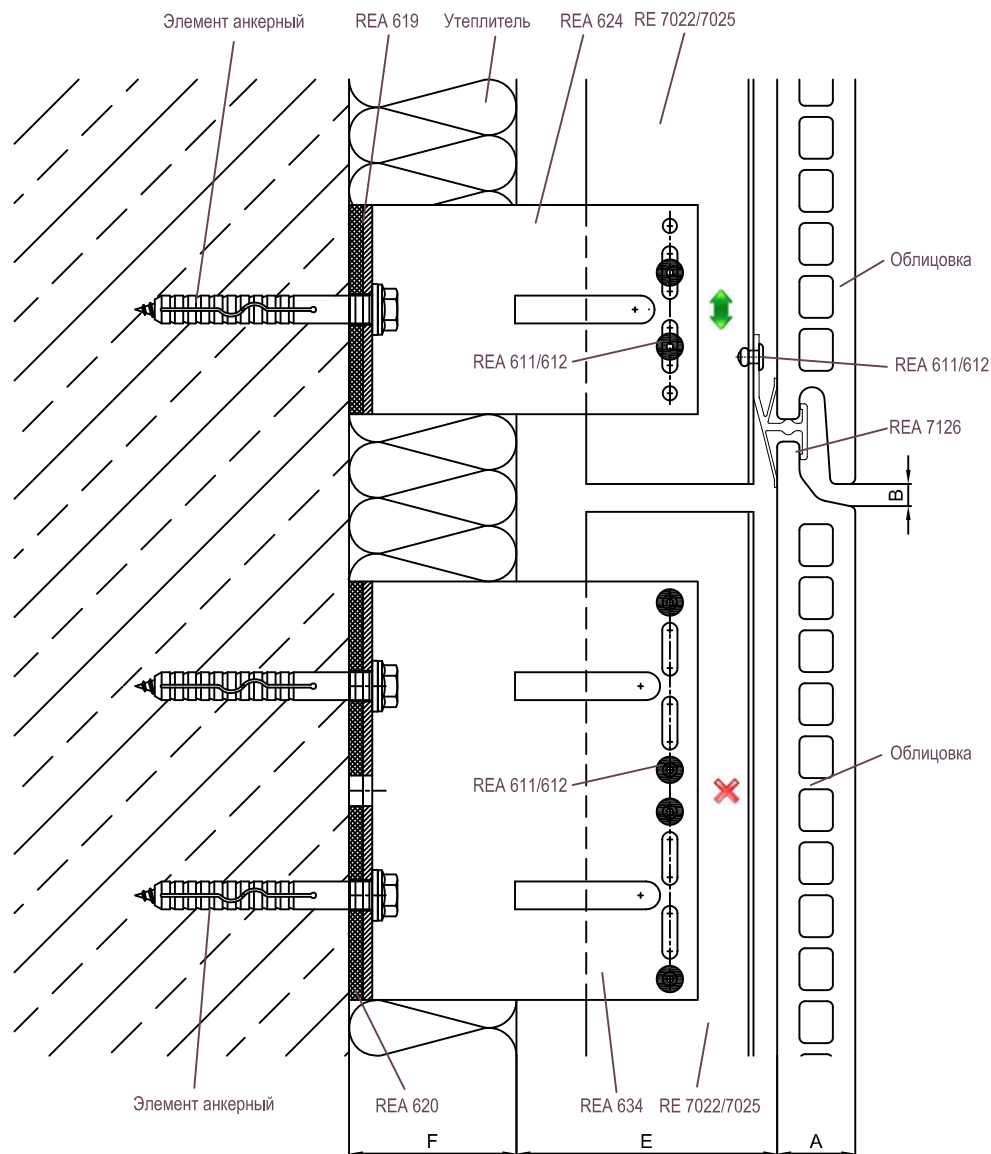 Элемент анкерный
REA 619
Утеплитель
REA 624
RE 7022/7025
Облицовка
REA 611/612
REA 611/612
REA 7126
B
Облицовка
REA 611/612
Элемент анкерный
REA 620
REA 634
RE 7022/7025
F
E
A